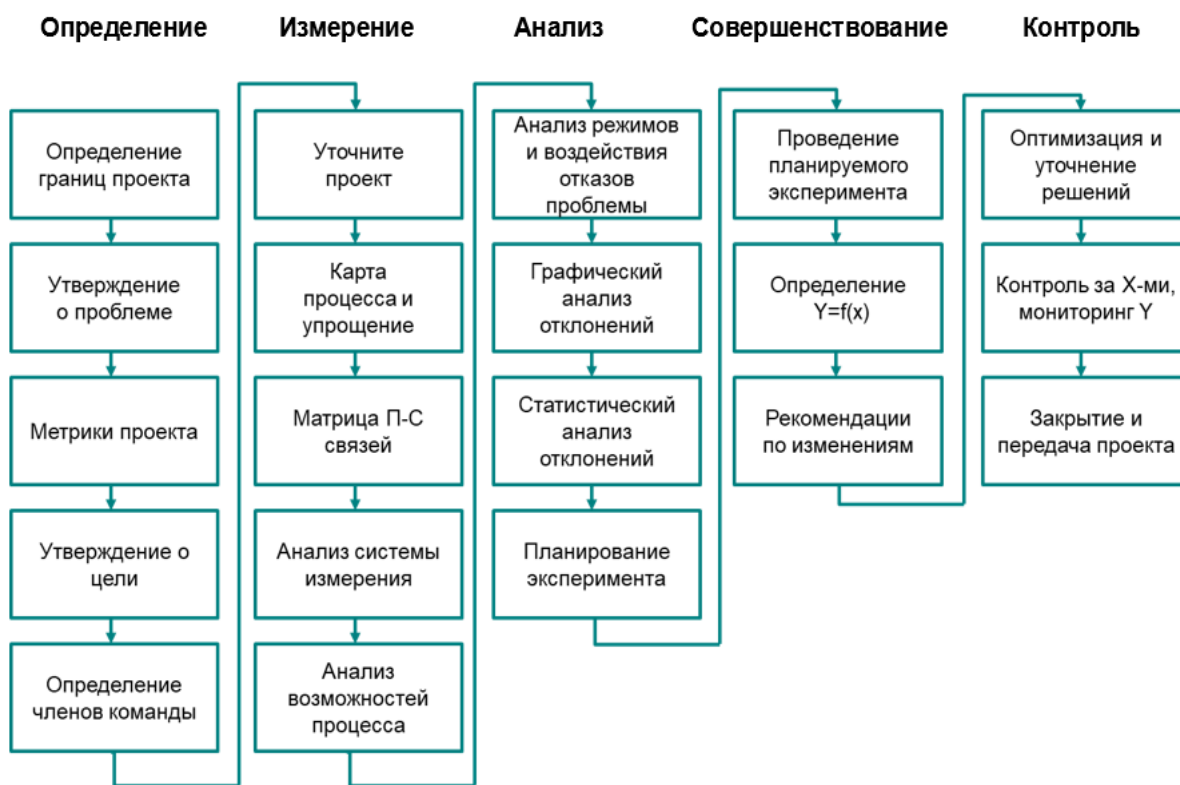 Определение
Измерение
Анализ
Совершенствование
Контроль
Определение
границ проекта
Утверждение
о проблеме
Метрики проекта
Утверждение о
цели
Определение
членов команды
Уточните
проект
Карта
процесса и
упрощение
Матрица П-С
связей
Анализ системы
измерения
Анализ
возможностей
процесса
Анализ режимов
и воздействия
отказов
проблемы
Графический
анализ
отклонений
Статистический
анализ
отклонений
Планирование
эксперимента
Проведение
планируемого
эксперимента
Определение
Y=f(x)
Рекомендации
по изменениям
Оптимизация и
уточнение
решений
Контроль за Х-ми,
мониторинг Y
Закрытие и
передача проекта